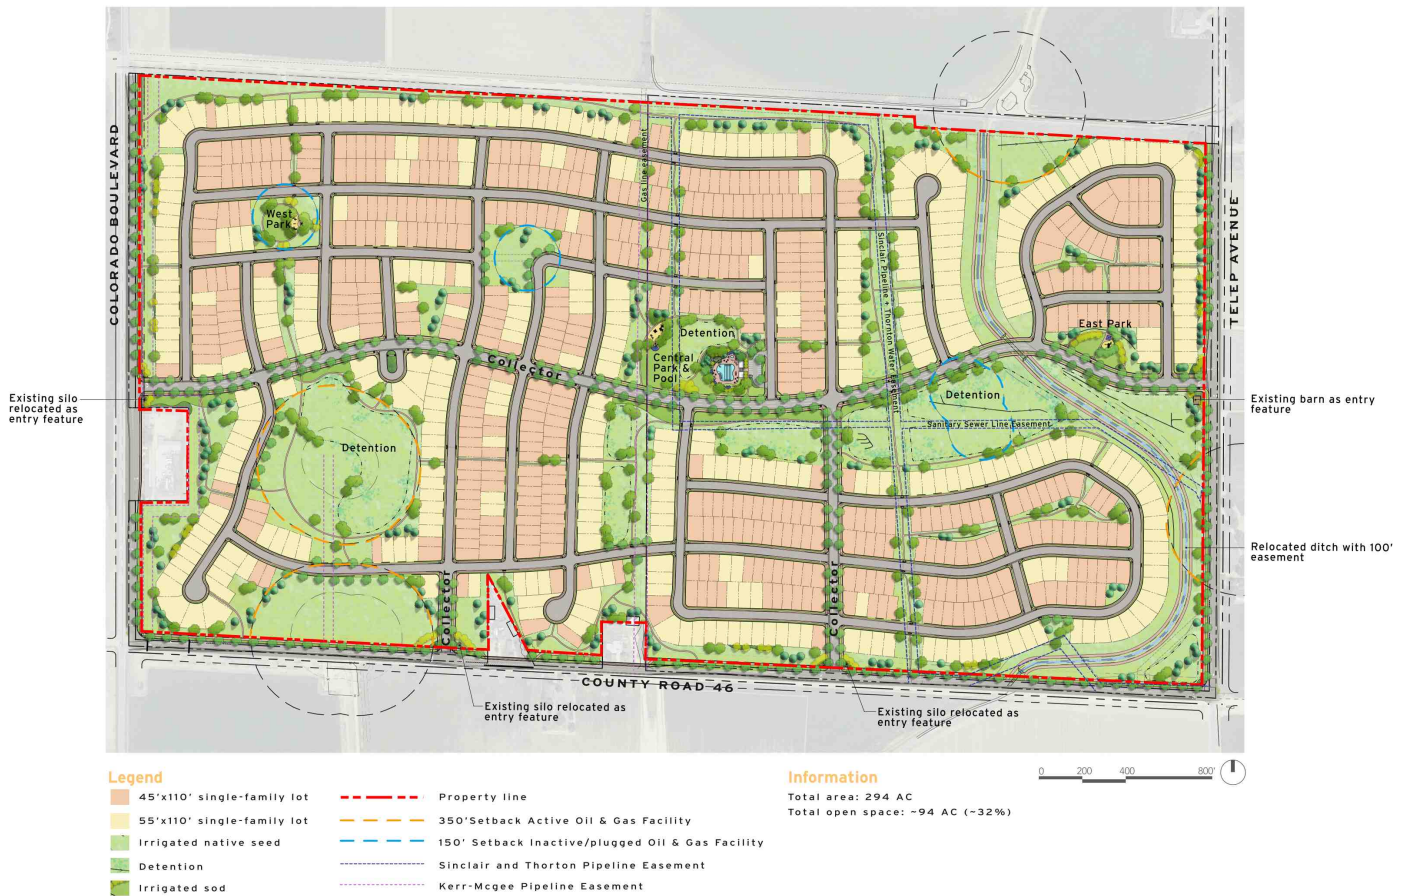 COLORADO BOULEVARD
TELEP AVENUE
Gas line easement
West
Park
Sinclair Pipeline + Thornton Water Easement
Detention
Central
Park &
Pool
East Park
Collector
Existing silo
relocated as
entry feature
Detention
Detention
Sanitary Sewer Line Easement
Existing barn as entry
feature
Relocated ditch with 100'
easement
Collector
Collector
COUNTY ROAD 46
Existing silo relocated as
entry feature
Existing silo relocated as
entry feature
Legend
45'x110' single-family lot
55'x110' single-family lot
Irrigated native seed
Detention
Irrigated sod
Property line
350'Setback Active Oil & Gas Facility
150' Setback Inactive/plugged Oil & Gas Facility
Sinclair and Thorton Pipeline Easement
Kerr-Mcgee Pipeline Easement
Information
Total area: 294 AC
Total open space: ~94 AC (~32%)
0 200 400 800'